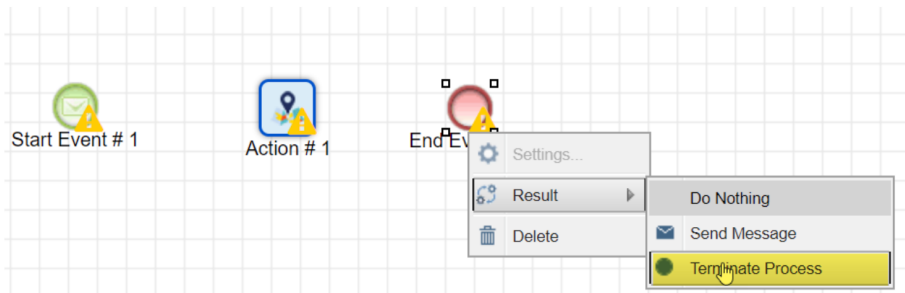 Start Event # 1
Action # 1
End Ev
Settings...
Result
Do Nothing
Delete
Send Message
Terminate Process